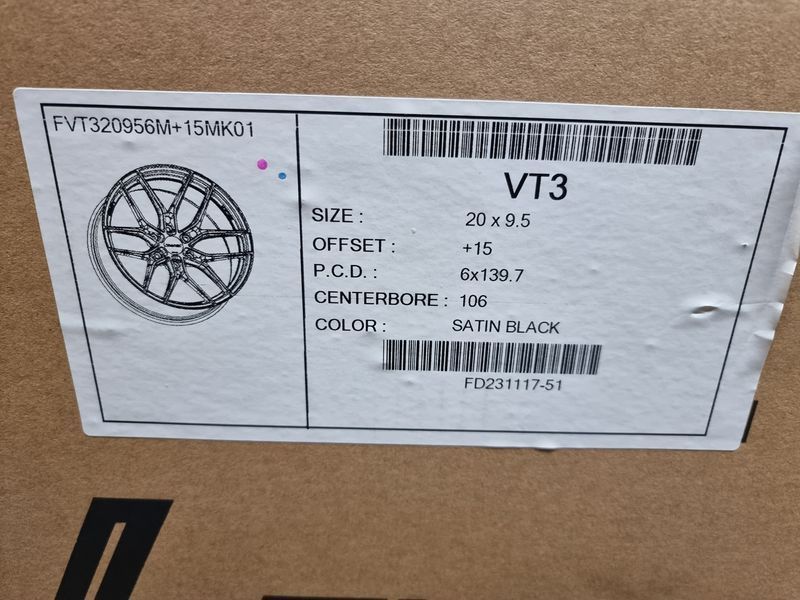 FVT320956M+15MK01
VT3
SIZE : 20 x 9.5
OFFSET : +15
P.C.D. : 6x139.7
CENTERBORE : 106
COLOR : SATIN BLACK
FD231117-51